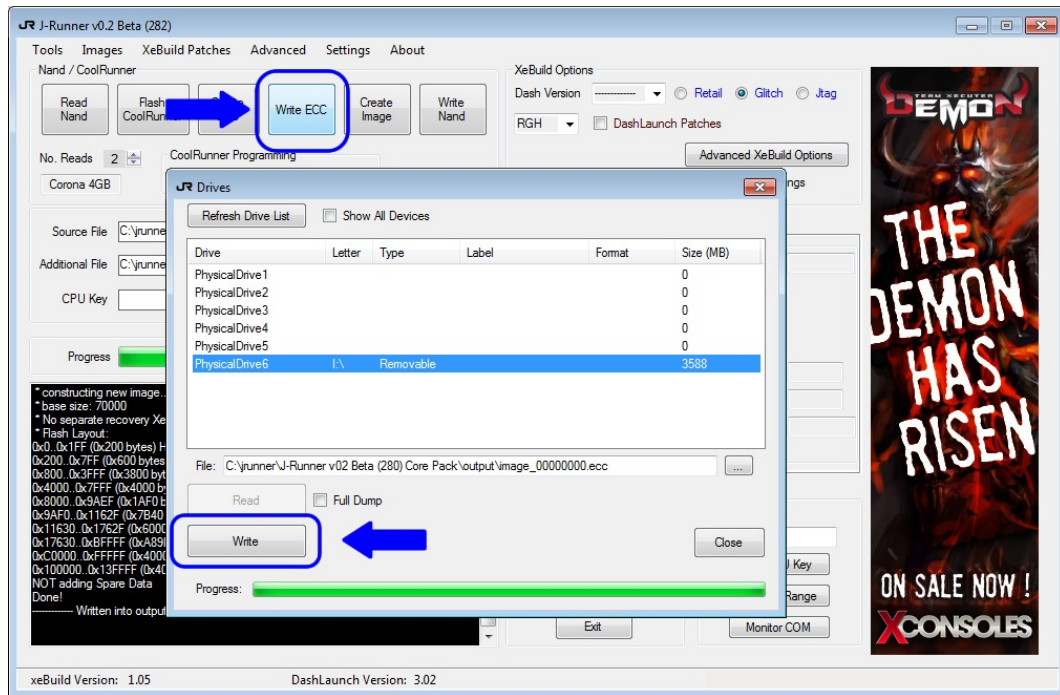 J-Runner v0.2 Beta (282)
Tools Images XeBuild Patches Advanced Settings About
Nand / CoolRunner
Read Nand
Flash
Write ECC
Create Image
Write Nand
No. Reads 2
CoolRunner Programming
Corona 4GB
XeBuild Options
Dash Version ------------- Retail Glitch Jtag
RGH DashLaunch Patches
Advanced XeBuild Options
Source File C:\jrunne
Additional File C:\jrunne
CPU Key
Progress
* constructing new image..
* base size: 70000
* No separate recovery Xe
* Flash Layout:
0x0..0x1FF (0x200 bytes) H
0x200..0x7FF (0x600 bytes
0x800..0x3FFF (0x3800 byt
0x4000..0x7FFF (0x4000 b
0x8000..0x9AEF (0x1AF0 b
0x9AF0..0x1162F (0x7B40
0x11630..0x1762F (0x6000
0x17630..0xBFFFF (0xA89
0xC0000..0xFFFFF (0x4000
0x100000..0x13FFFF (0x40
NOT adding Spare Data
Done!
------------ Written into output
JR Drives
Refresh Drive List Show All Devices
Drive Letter Type Label Format Size (MB)
PhysicalDrive1 0
PhysicalDrive2 0
PhysicalDrive3 0
PhysicalDrive4 0
PhysicalDrive5 0
PhysicalDrive6 I:\ Removable 3588
File: C:\jrunner\J-Runner v02 Beta (280) Core Pack\output\image_00000000.ecc ...
Read Full Dump
Write
Close
Progress:
Key
Range
Exit
Monitor COM
xeBuild Version: 1.05 DashLaunch Version: 3.02
TEAM XECUTER
DEMON
THE
DEMON
HAS
RISEN
ON SALE NOW !
XCONSOLES